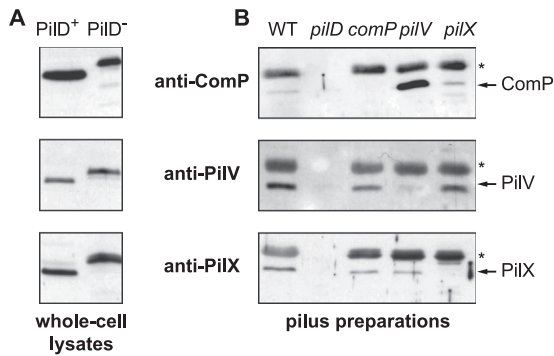 A
B
PilD+ PilD-
WT pilD comP pilV pilX
anti-ComP
*
ComP
anti-PilV
*
PilV
anti-PilX
*
PilX
whole-cell
lysates
pilus preparations